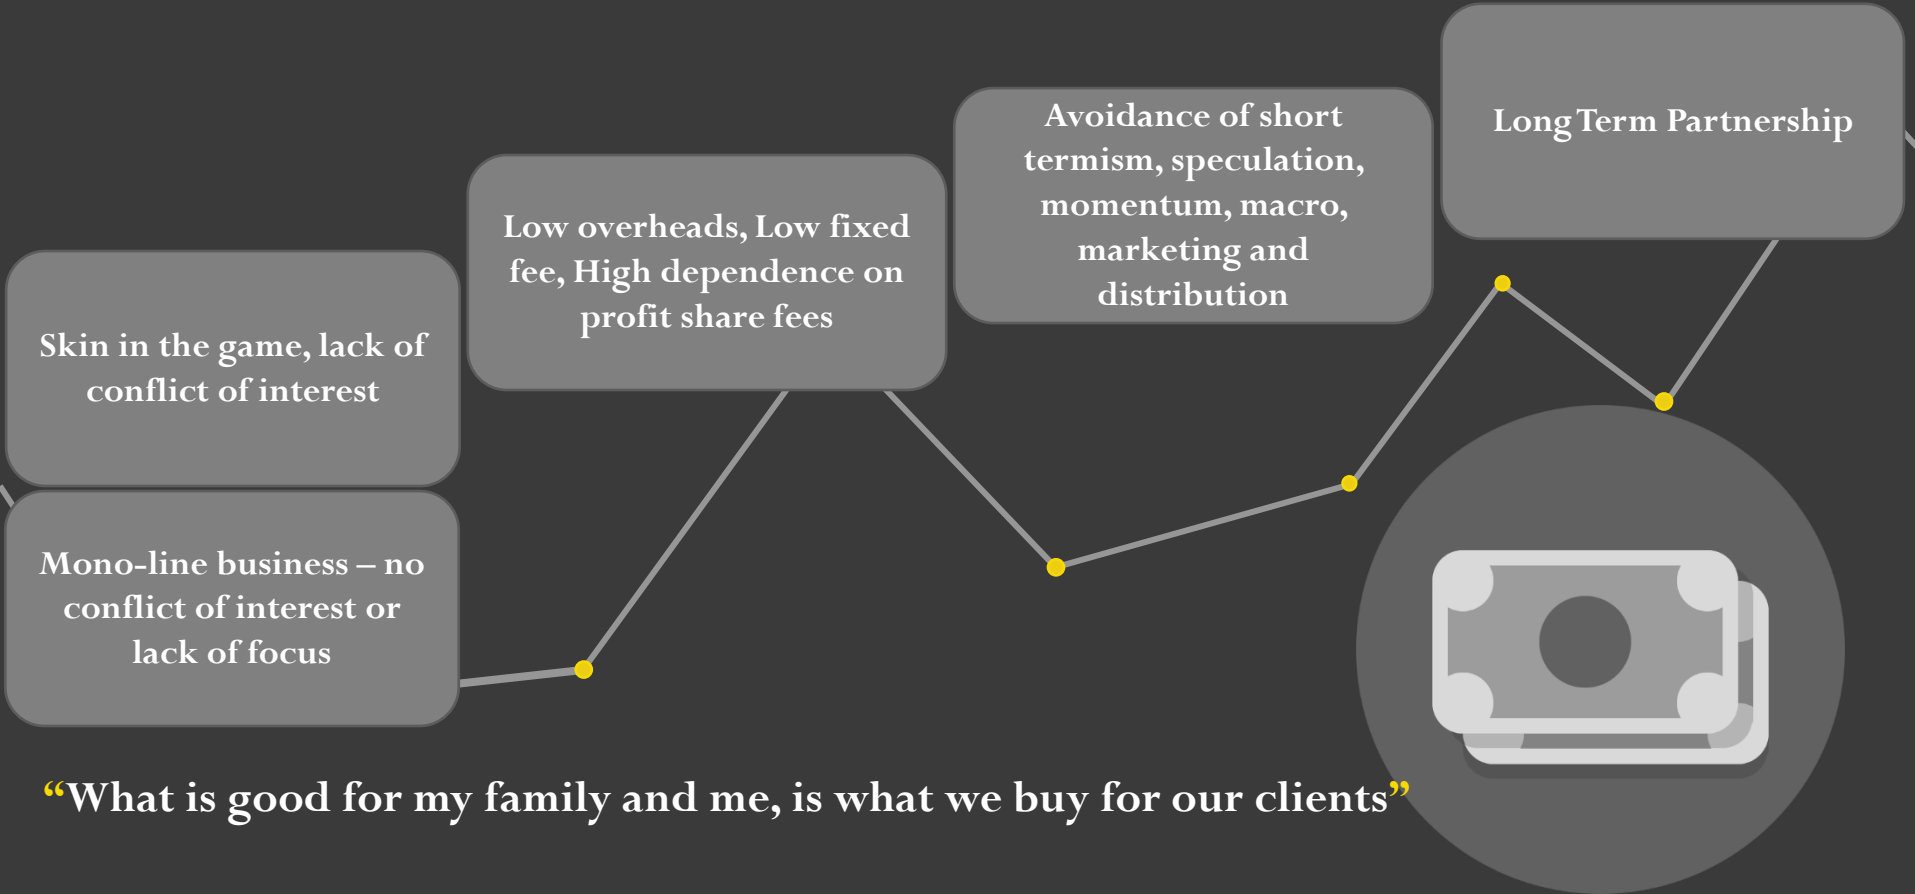 Skin in the game, lack of
conflict of interest
Mono-line business – no
conflict of interest or
lack of focus
Low overheads, Low fixed
fee, High dependence on
profit share fees
Avoidance of short
termism, speculation,
momentum, macro,
marketing and
distribution
Long Term Partnership
“What is good for my family and me, is what we buy for our clients”